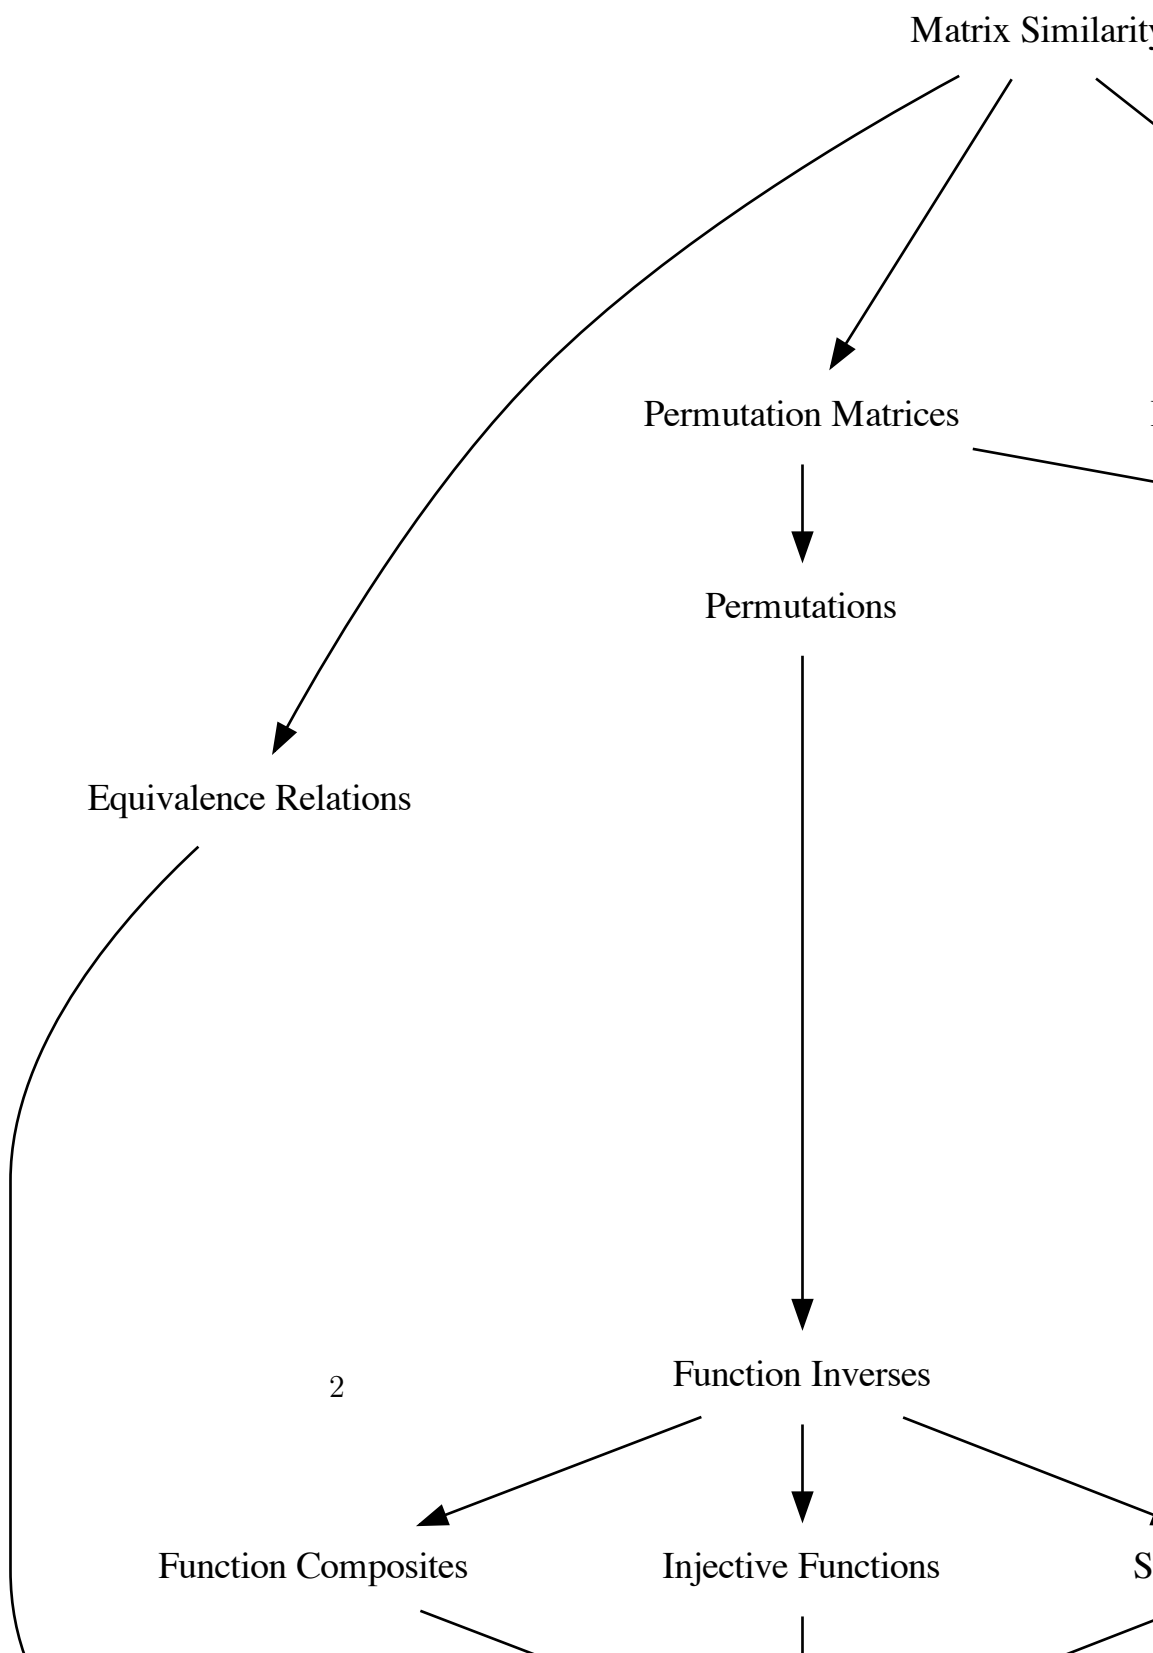 Matrix Similarity
Permutation Matrices
Permutations
Equivalence Relations
Function Inverses
2
Function Composites
Injective Functions
S